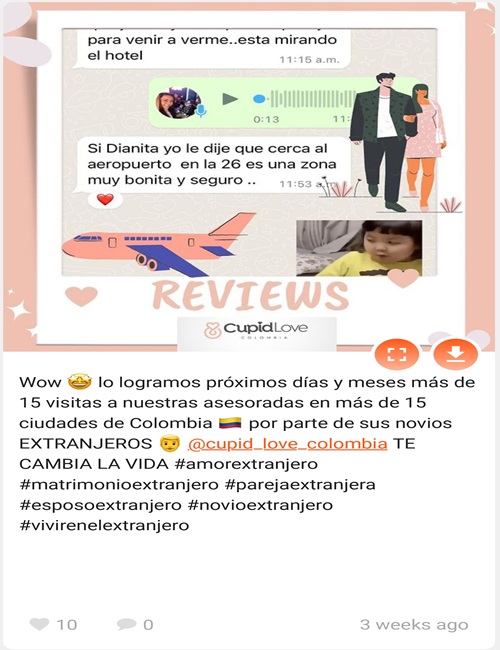 para venir a verme..esta mirando
el hotel
11:15 a.m.
0:13
11:
Si Dianita yo le dije que cerca al
aeropuerto en la 26 es una zona
muy bonita y seguro ..
11:53 a.
REVIEWS
CupidLove
COLOMBIA
Wow 🤩 lo logramos próximos días y meses más de
15 visitas a nuestras asesoradas en más de 15
ciudades de Colombia 🇨🇴 por parte de sus novios
EXTRANJEROS 👨 @cupid_love_colombia TE
CAMBIA LA VIDA #amorextranjero
#matrimonioextranjero #parejaextranjera
#esposoextranjero #novioextranjero
#vivirenelextranjero
10
0
3 weeks ago